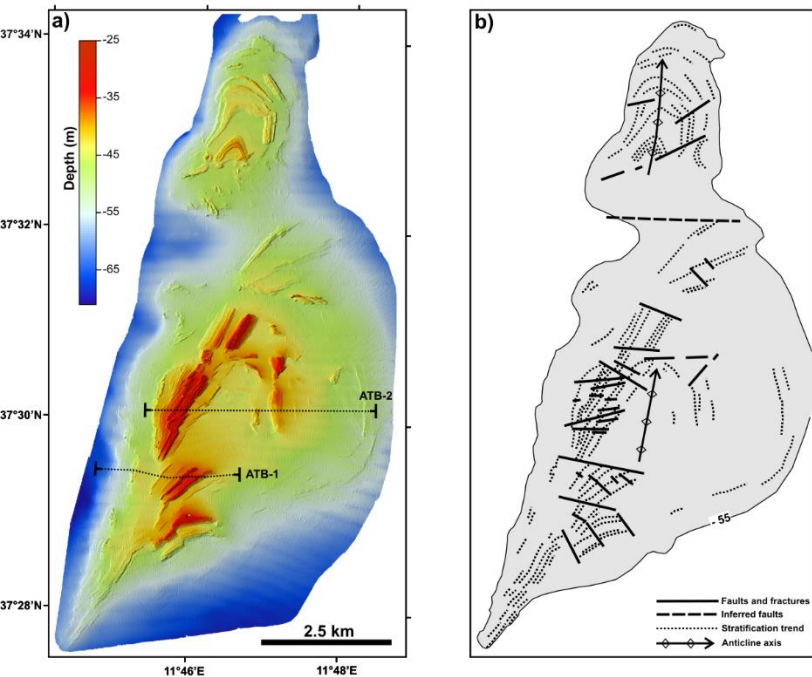 a)
37°34'N
37°32'N
37°30'N
37°28'N
Depth (m)
-25
-35
-45
-55
-65
ATB-2
ATB-1
2.5 km
11°46'E
11°48'E
b)
- 55
Faults and fractures
Inferred faults
Stratification trend
Anticline axis